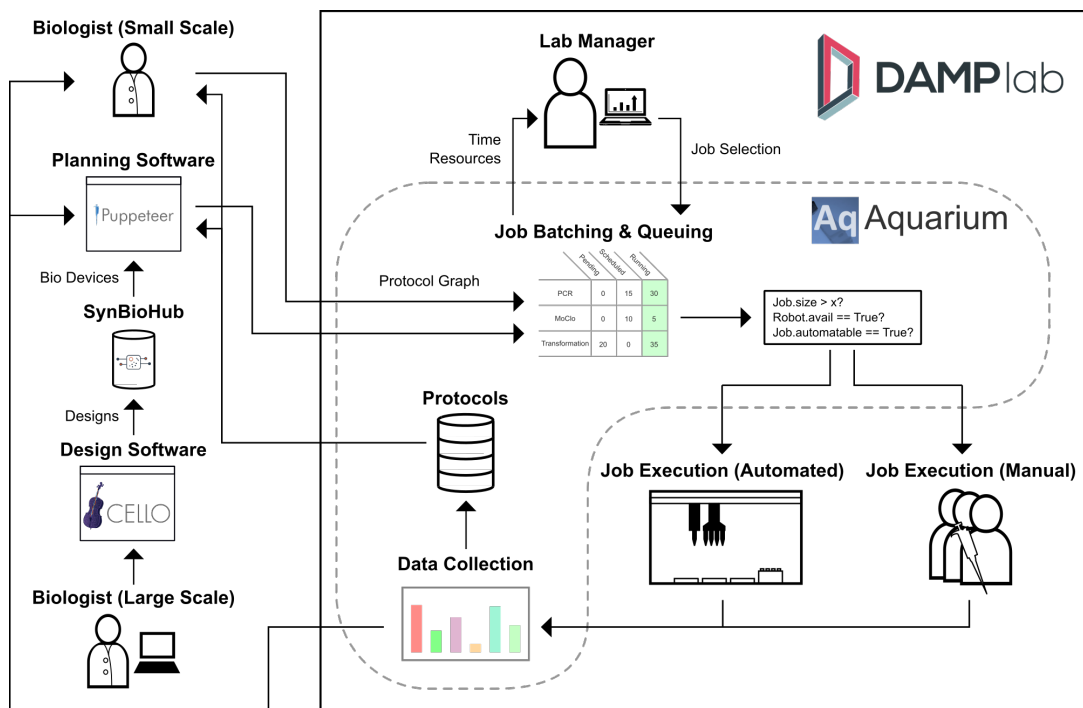 Biologist (Small Scale)
Planning Software
Puppeteer
Bio Devices
SynBioHub
Designs
Design Software
CELLO
Biologist (Large Scale)
Lab Manager
DAMPlab
Time
Resources
Job Selection
Aq Aquarium
Job Batching & Queuing
Pending Scheduled Running
Protocol Graph
PCR 0 15 30
MoClo 0 10 5
Transformation 20 0 35
Job.size > x?
Robot.avail == True?
Job.automatable == True?
Protocols
Job Execution (Automated)
Job Execution (Manual)
Data Collection